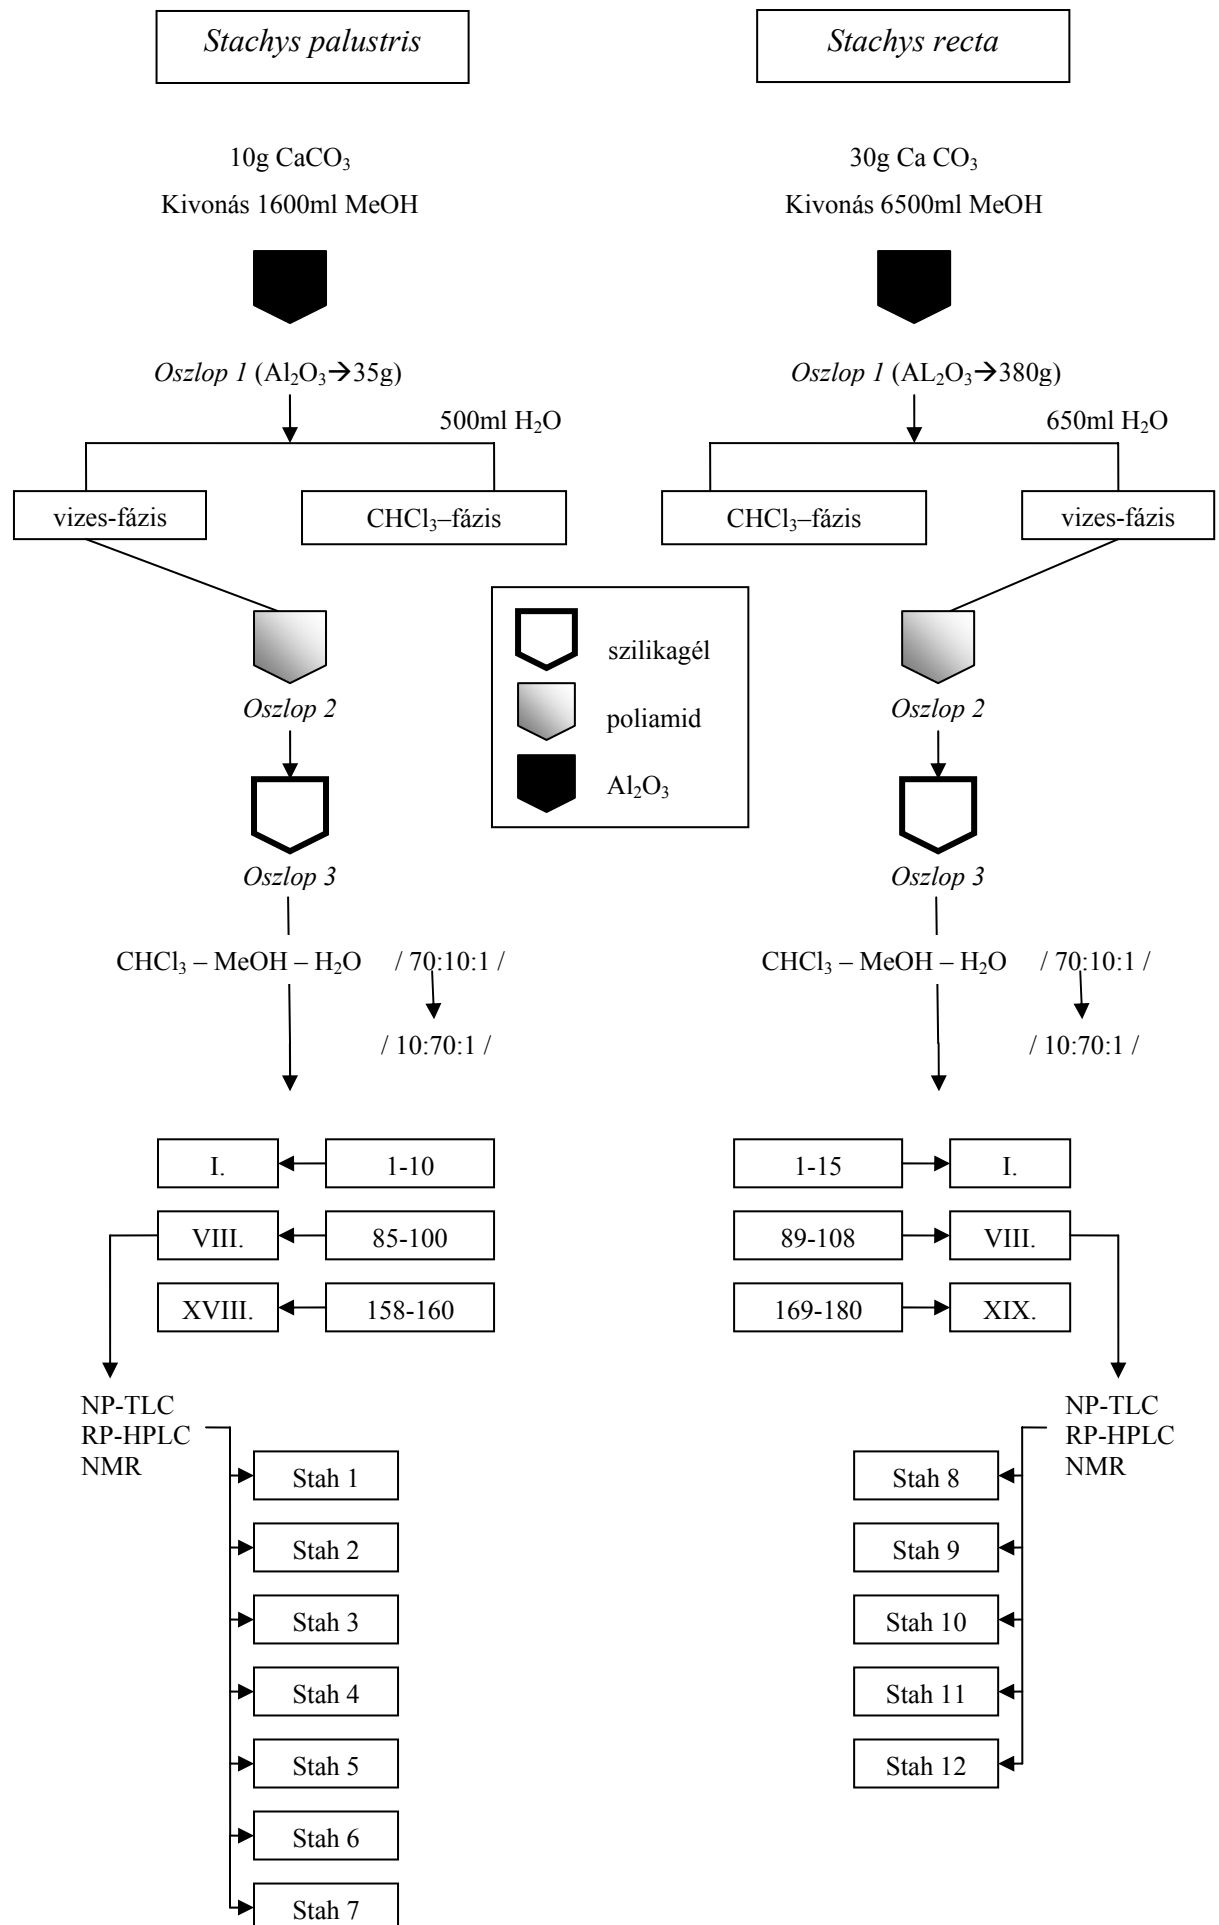 Stachys palustris
10g CaCO₃
Kivonás 1600ml MeOH
Oszlop 1 (Al₂O₃→35g)
500ml H₂O
vizes-fázis
CHCl₃–fázis
Oszlop 2
Oszlop 3
CHCl₃ – MeOH – H₂O / 70:10:1 /
/ 10:70:1 /
I. 1-10
VIII. 85-100
XVIII. 158-160
NP-TLC
RP-HPLC
NMR
Stah 1
Stah 2
Stah 3
Stah 4
Stah 5
Stah 6
Stah 7
szilikagél
poliamid
Al₂O₃
Stachys recta
30g Ca CO₃
Kivonás 6500ml MeOH
Oszlop 1 (AL₂O₃→380g)
650ml H₂O
CHCl₃–fázis
vizes-fázis
Oszlop 2
Oszlop 3
CHCl₃ – MeOH – H₂O / 70:10:1 /
/ 10:70:1 /
1-15 I.
89-108 VIII.
169-180 XIX.
NP-TLC
RP-HPLC
NMR
Stah 8
Stah 9
Stah 10
Stah 11
Stah 12